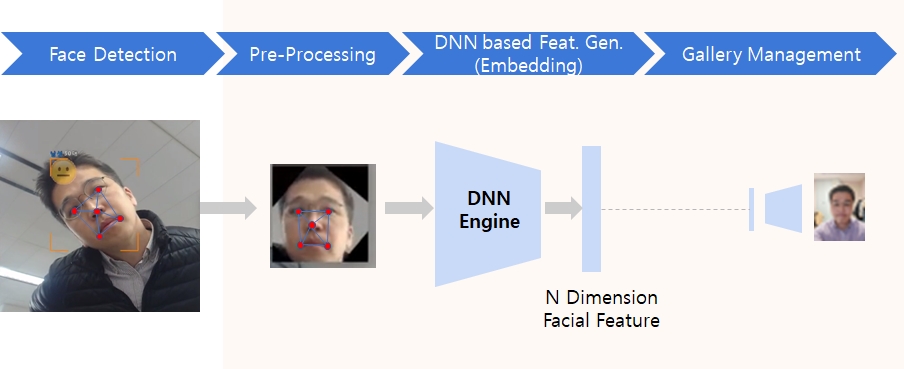 Face Detection
Pre-Processing
DNN based Feat. Gen.
(Embedding)
Gallery Management
DNN
Engine
N Dimension
Facial Feature